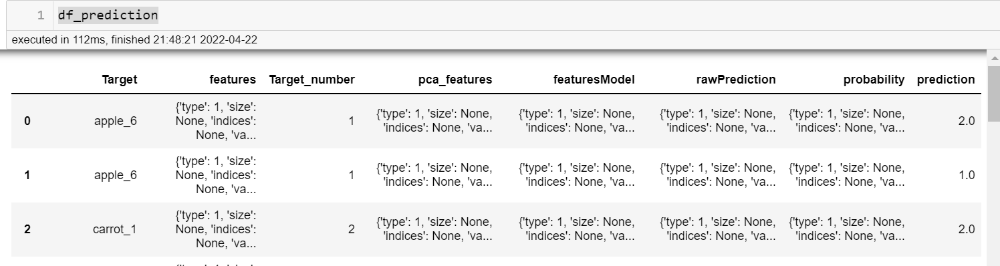 1 df_prediction
executed in 112ms, finished 21:48:21 2022-04-22
Target features Target_number pca_features featuresModel rawPrediction probability prediction
{'type': 1, 'size':
{'type': 1, 'size': None, {'type': 1, 'size': None, {'type': 1, 'size': None, {'type': 1, 'size': None,
0 apple_6 None, 'indices': 1 2.0
'indices': None, 'va... 'indices': None, 'va... 'indices': None, 'va... 'indices': None, 'va...
None, 'va...
{'type': 1, 'size':
{'type': 1, 'size': None, {'type': 1, 'size': None, {'type': 1, 'size': None, {'type': 1, 'size': None,
1 apple_6 None, 'indices': 1 1.0
'indices': None, 'va... 'indices': None, 'va... 'indices': None, 'va... 'indices': None, 'va...
None, 'va...
{'type': 1, 'size':
{'type': 1, 'size': None, {'type': 1, 'size': None, {'type': 1, 'size': None, {'type': 1, 'size': None,
2 carrot_1 None, 'indices': 2 2.0
'indices': None, 'va... 'indices': None, 'va... 'indices': None, 'va... 'indices': None, 'va...
None, 'va...